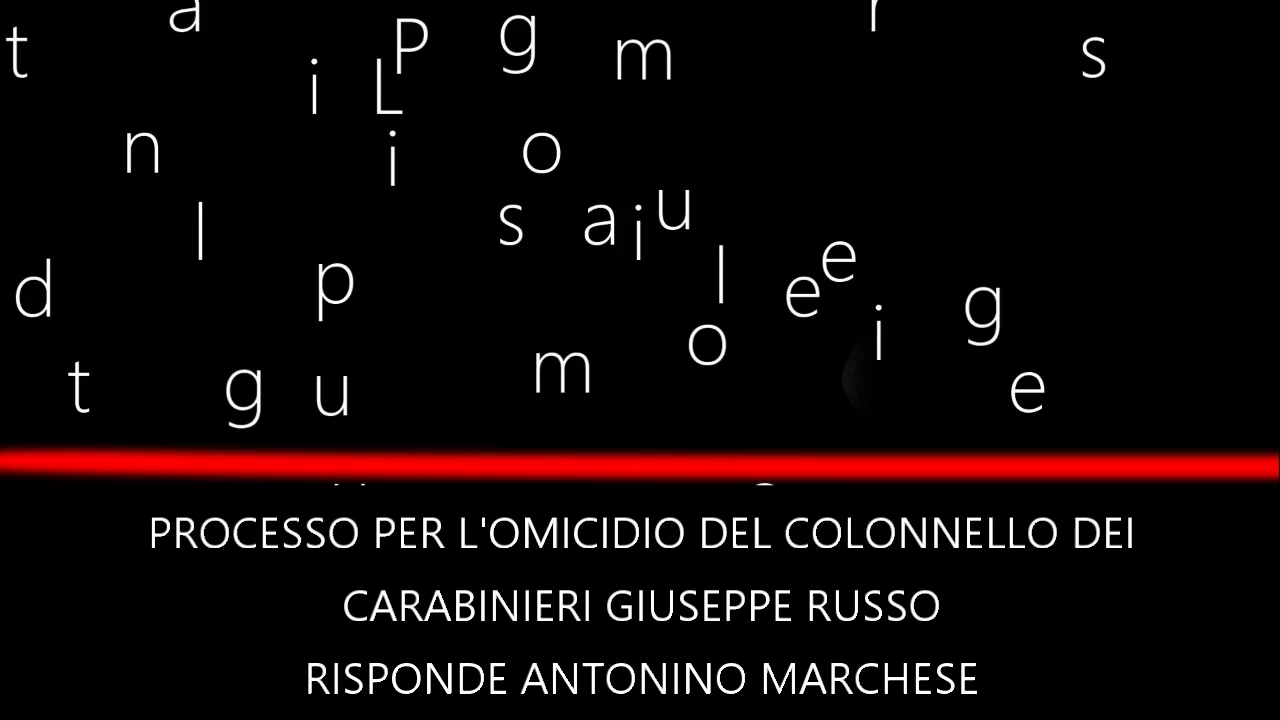 t a P g m r s
i L
n i o
l s a i u
d p l e e i g
t g u m o e
PROCESSO PER L'OMICIDIO DEL COLONNELLO DEI
CARABINIERI GIUSEPPE RUSSO
RISPONDE ANTONINO MARCHESE